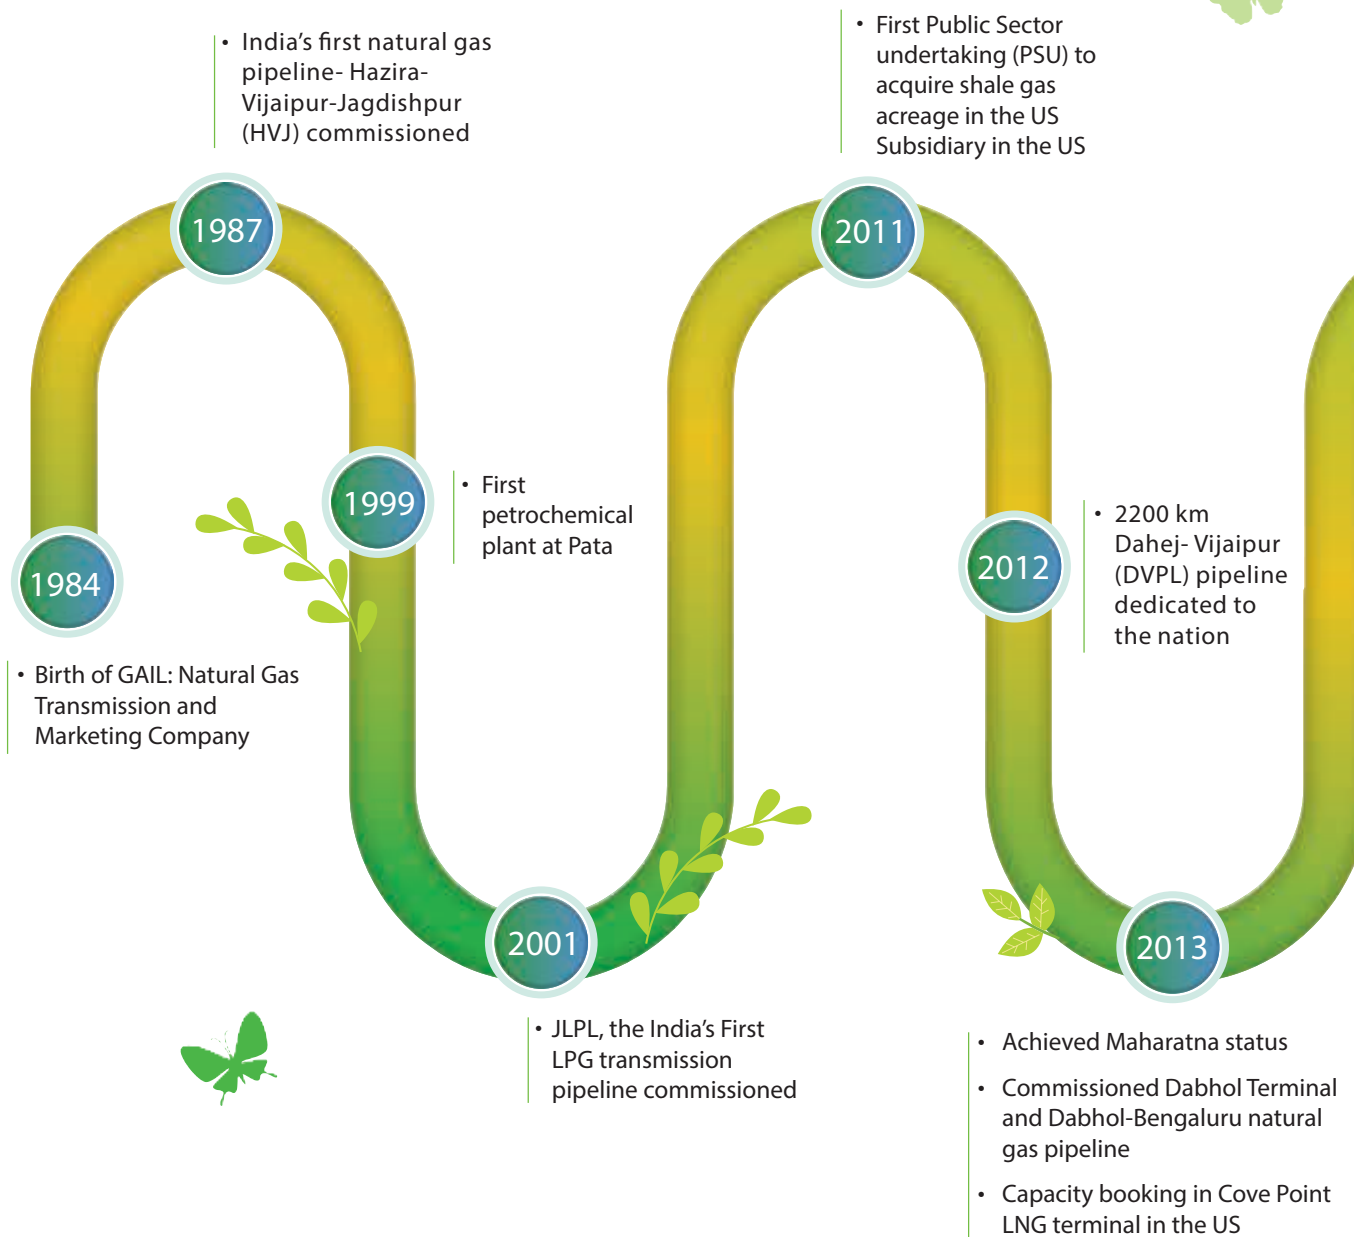 • India's first natural gas
pipeline- Hazira-
Vijaipur-Jagdishpur
(HVJ) commissioned
1987
1984
• Birth of GAIL: Natural Gas
Transmission and
Marketing Company
1999
• First
petrochemical
plant at Pata
2001
• JLPL, the India's First
LPG transmission
pipeline commissioned
• First Public Sector
undertaking (PSU) to
acquire shale gas
acreage in the US
Subsidiary in the US
2011
2012
• 2200 km
Dahej- Vijaipur
(DVPL) pipeline
dedicated to
the nation
2013
• Achieved Maharatna status
• Commissioned Dabhol Terminal
and Dabhol-Bengaluru natural
gas pipeline
• Capacity booking in Cove Point
LNG terminal in the US